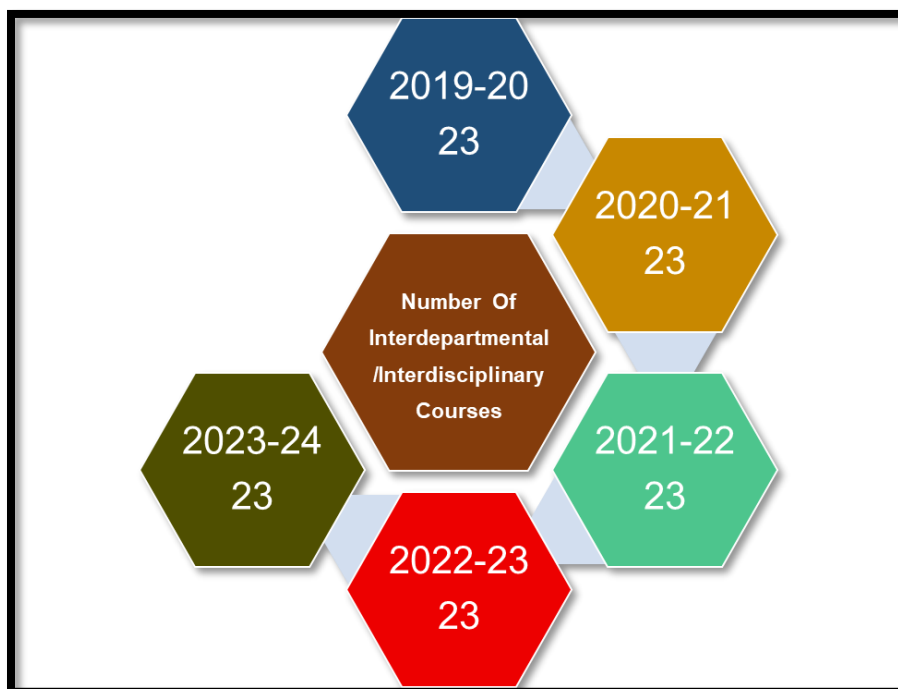 2019-20
23
2020-21
23
Number Of
Interdepartmental
/Interdisciplinary
Courses
2023-24
23
2021-22
23
2022-23
23